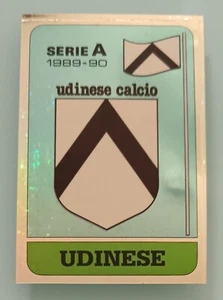 SERIE A
1989-90
udinese calcio
UDINESE